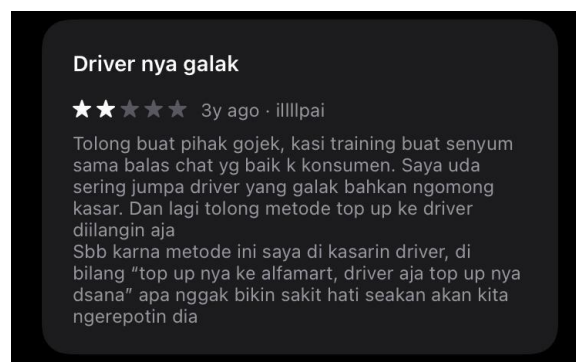 Driver nya galak
3y ago · illllpai
Tolong buat pihak gojek, kasi training buat senyum
sama balas chat yg baik k konsumen. Saya uda
sering jumpa driver yang galak bahkan ngomong
kasar. Dan lagi tolong metode top up ke driver
diilangin aja
Sbb karna metode ini saya di kasarin driver, di
bilang “top up nya ke alfamart, driver aja top up nya
dsana” apa nggak bikin sakit hati seakan akan kita
ngerepotin dia